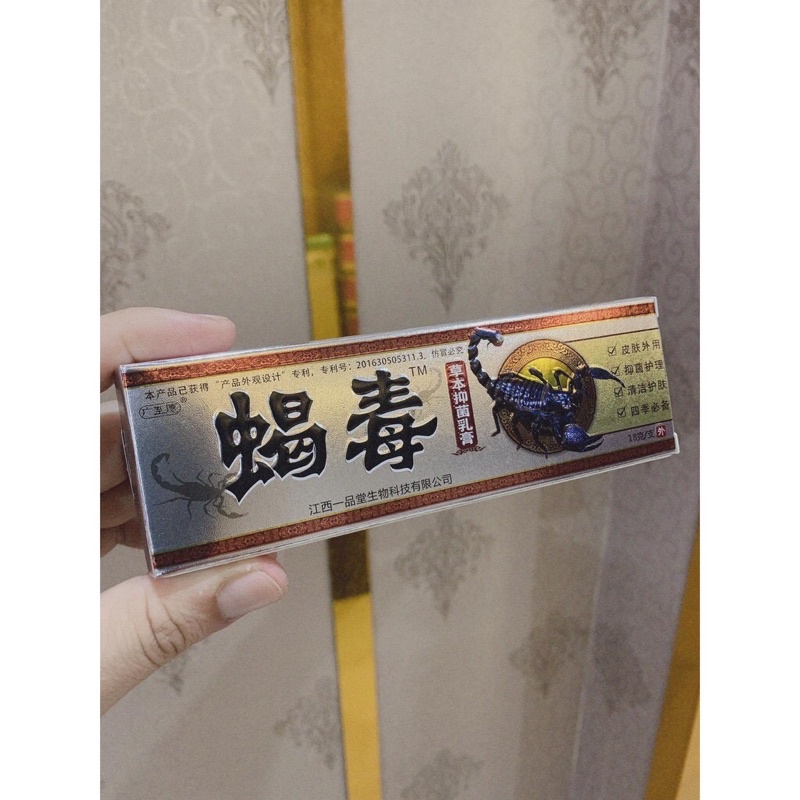 本产品已获得“产品外观设计”专利，专利号：201630505311.3. 仿冒必究
蝎毒™
草本抑菌乳膏
江西一品堂生物科技有限公司
皮肤外用
抑菌护理
清洁护肤
四季必备
18克/支 外